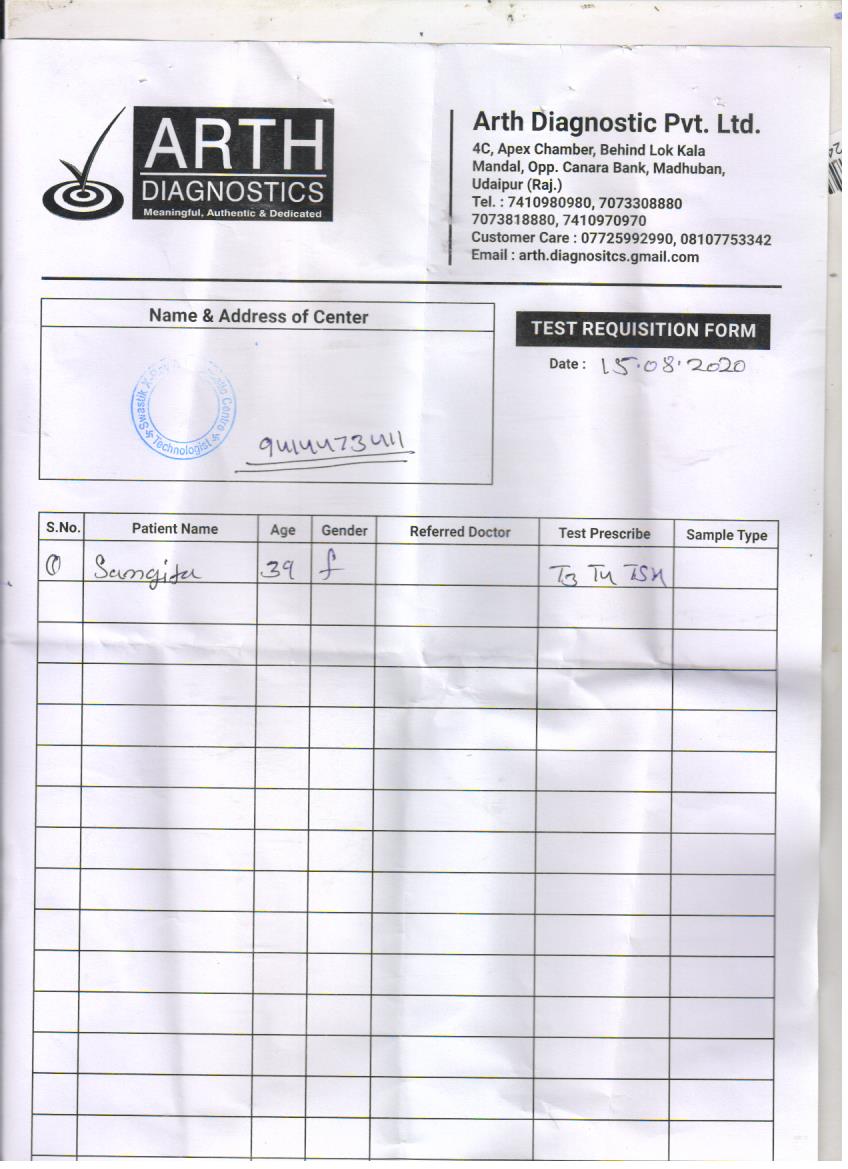 ARTH
DIAGNOSTICS
Meaningful, Authentic & Dedicated
Arth Diagnostic Pvt. Ltd.
4C, Apex Chamber, Behind Lok Kala
Mandal, Opp. Canara Bank, Madhuban,
Udaipur (Raj.)
Tel. : 7410980980, 7073308880
7073818880, 7410970970
Customer Care : 07725992990, 08107753342
Email : arth.diagnositcs.gmail.com
Name & Address of Center
Swastik X-
Centre
Technologist
9414473411
TEST REQUISITION FORM
Date : 15.08.2020
S.No. Patient Name Age Gender Referred Doctor Test Prescribe Sample Type
Sangita 39 f T3 T4 TSH